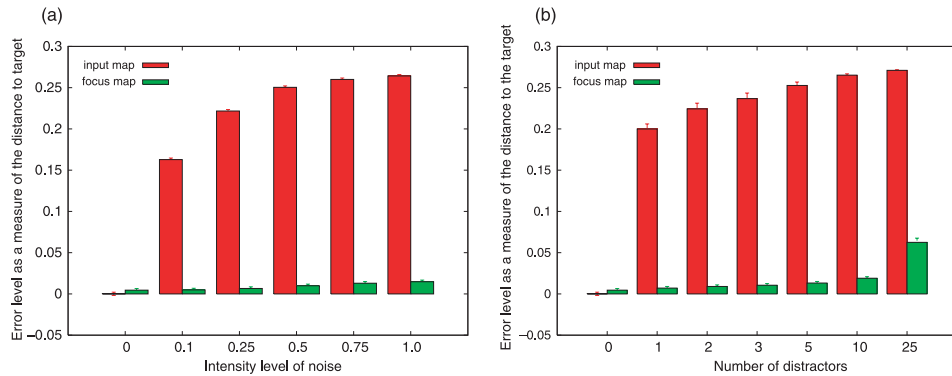 (a)
0.3
0.25
0.2
0.15
0.1
0.05
0
−0.05
Error level as a measure of the distance to target
input map
focus map
0 0.1 0.25 0.5 0.75 1.0
Intensity level of noise
(b)
0.3
0.25
0.2
0.15
0.1
0.05
0
−0.05
Error level as a measure of the distance to the target
input map
focus map
0 1 2 3 5 10 25
Number of distractors